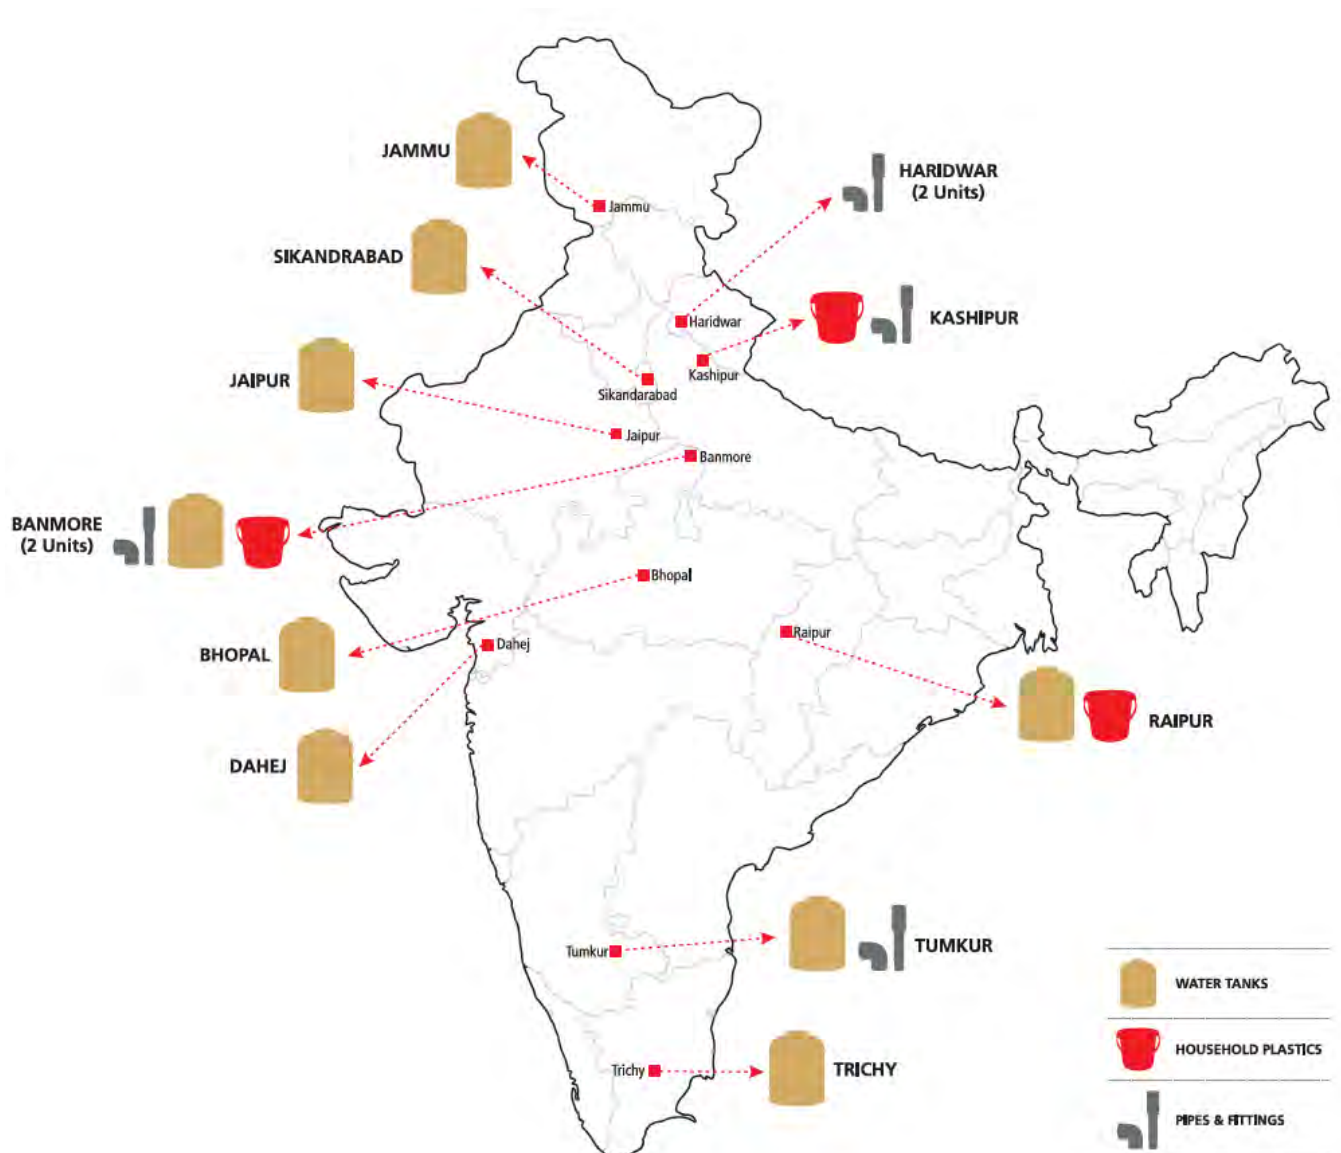 JAMMU
Jammu
HARIDWAR
(2 Units)
SIKANDRABAD
Haridwar
KASHIPUR
JAIPUR
Kashipur
Sikandarabad
Jaipur
Banmore
BANMORE
(2 Units)
Bhopal
BHOPAL
Dahej
Raipur
RAIPUR
DAHEJ
Tumkur
TUMKUR
WATER TANKS
HOUSEHOLD PLASTICS
Trichy
TRICHY
PIPES & FITTINGS